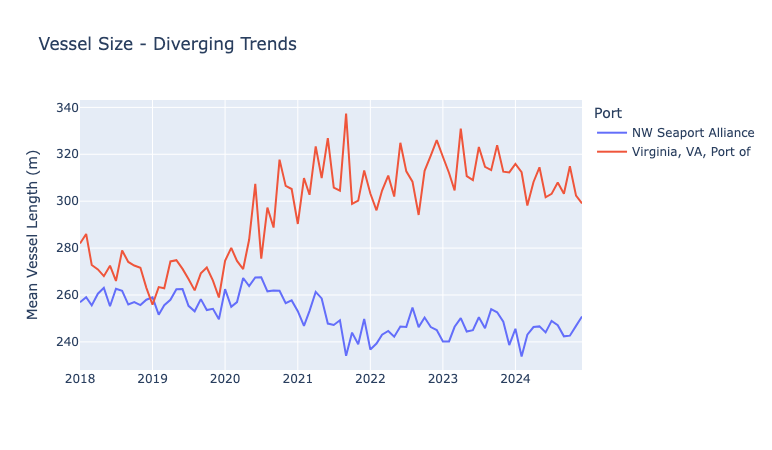 Vessel Size - Diverging Trends
Port
NW Seaport Alliance
Virginia, VA, Port of
Mean Vessel Length (m)
340
320
300
280
260
240
2018
2019
2020
2021
2022
2023
2024